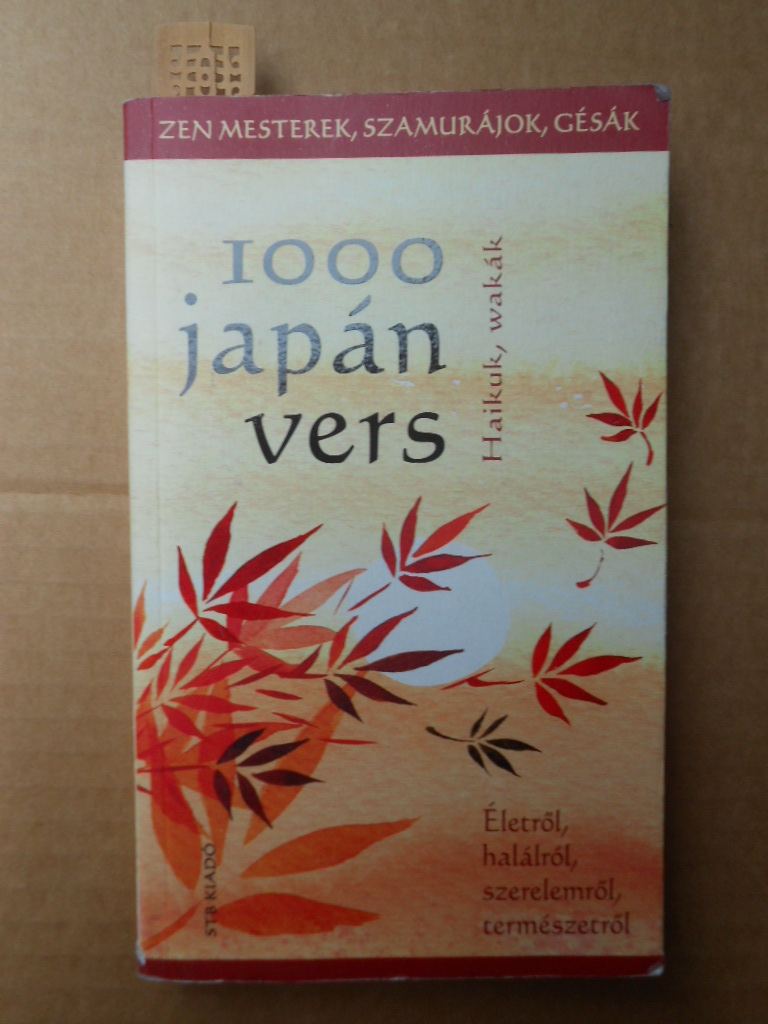 ZEN MESTEREK, SZAMURÁJOK, GÉSÁK
1000
japán
vers
Haikuk, wakák
Életről,
halálról,
szerelemről,
természetről
STB KIADÓ